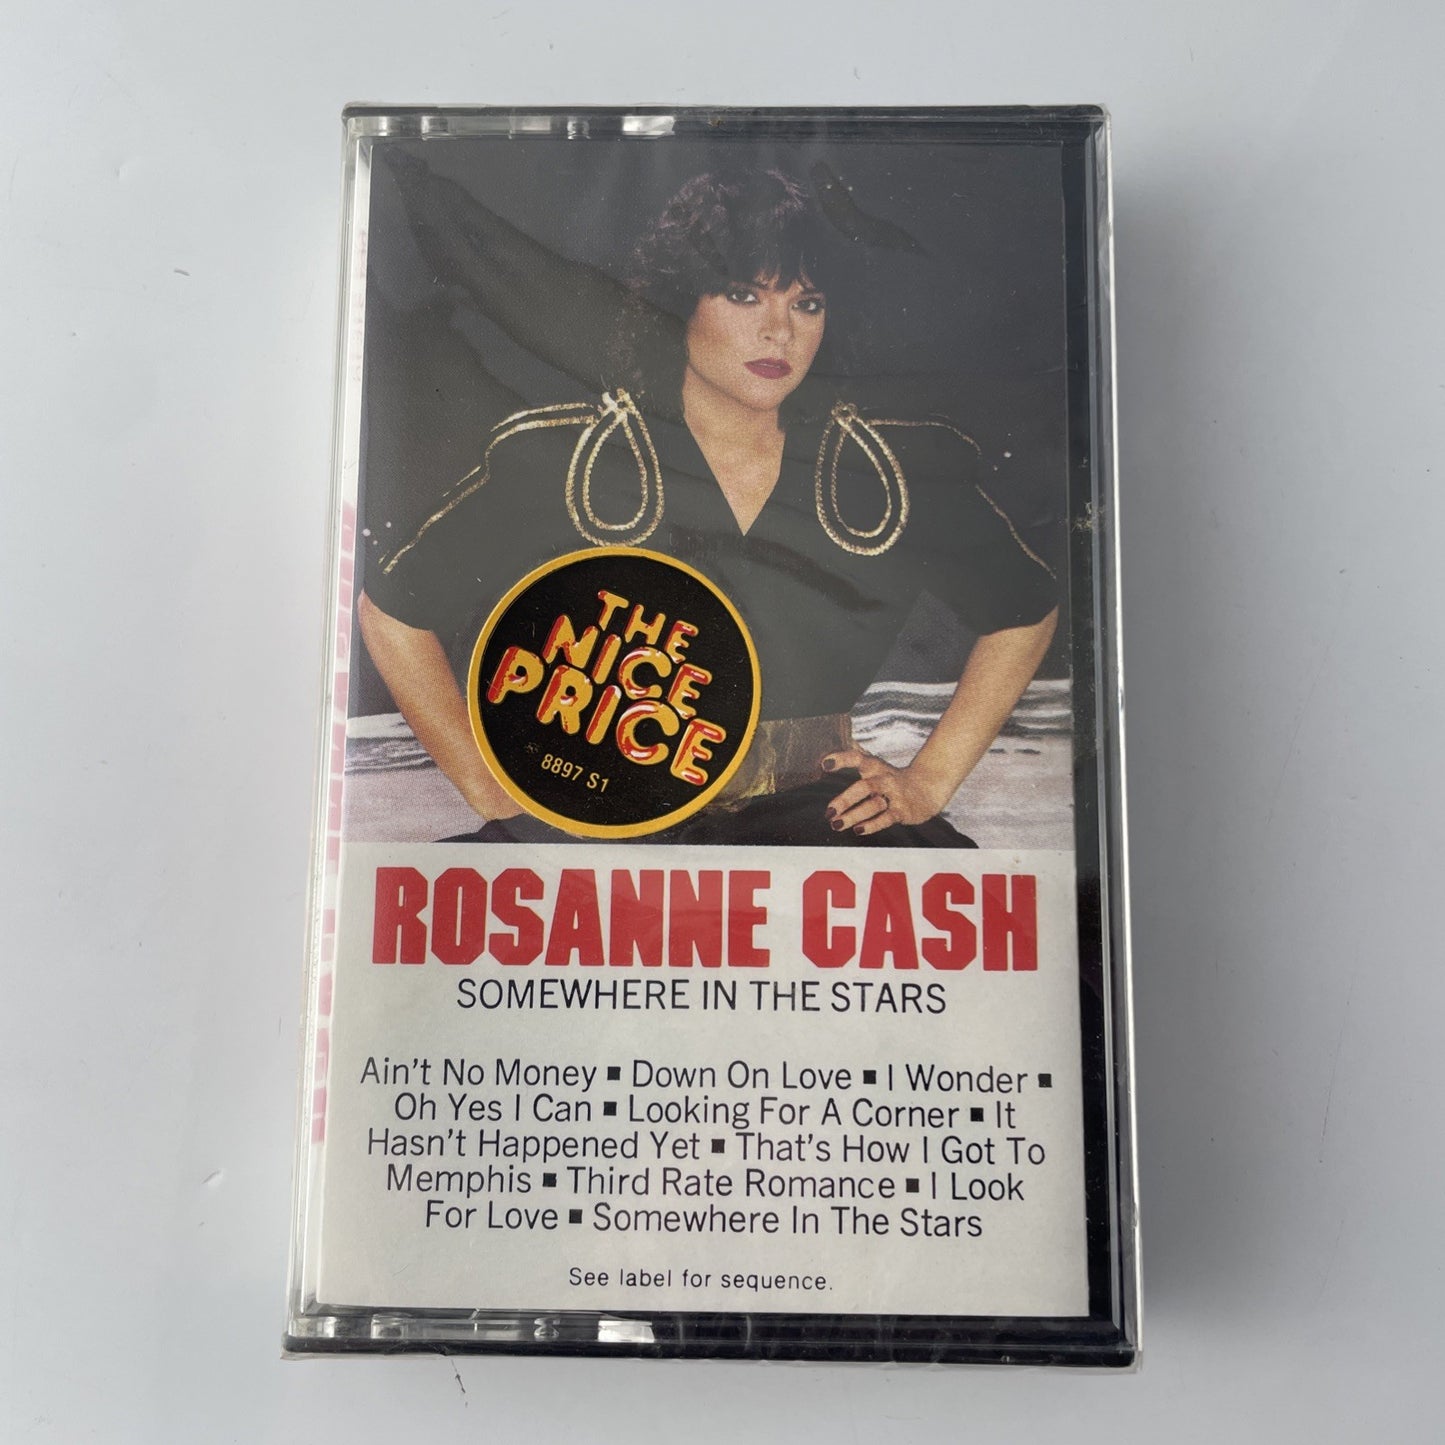 THE
NICE
PRICE
8897 S1
ROSANNE CASH
SOMEWHERE IN THE STARS
Ain't No Money ▪ Down On Love ▪ I Wonder ▪
Oh Yes I Can ▪ Looking For A Corner ▪ It
Hasn't Happened Yet ▪ That's How I Got To
Memphis ▪ Third Rate Romance ▪ I Look
For Love ▪ Somewhere In The Stars
See label for sequence.